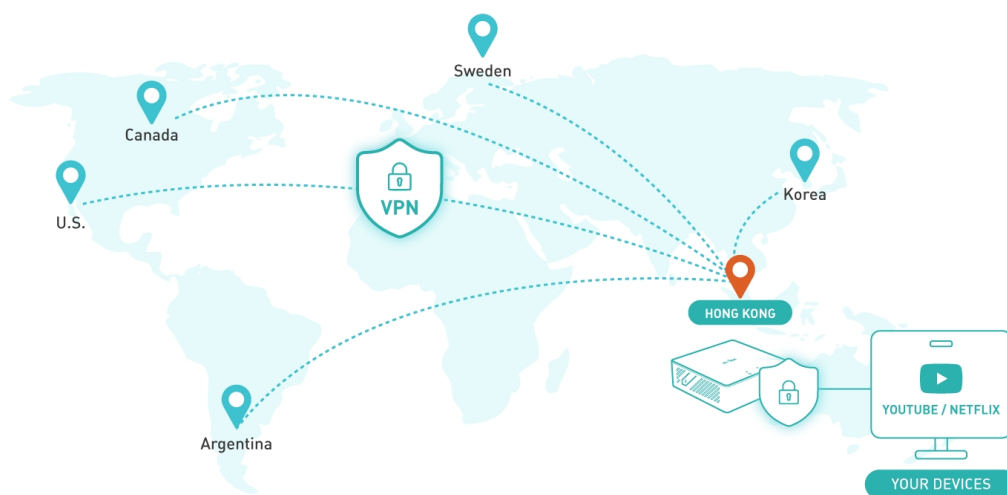 Sweden
Canada
VPN
Korea
U.S.
HONG KONG
YOUTUBE / NETFLIX
Argentina
YOUR DEVICES